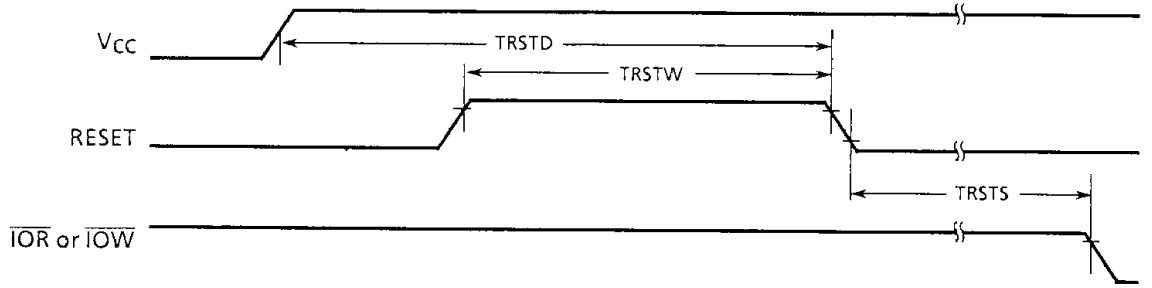 VCC
TRSTD
TRSTW
RESET
TRSTS
IOR or IOW